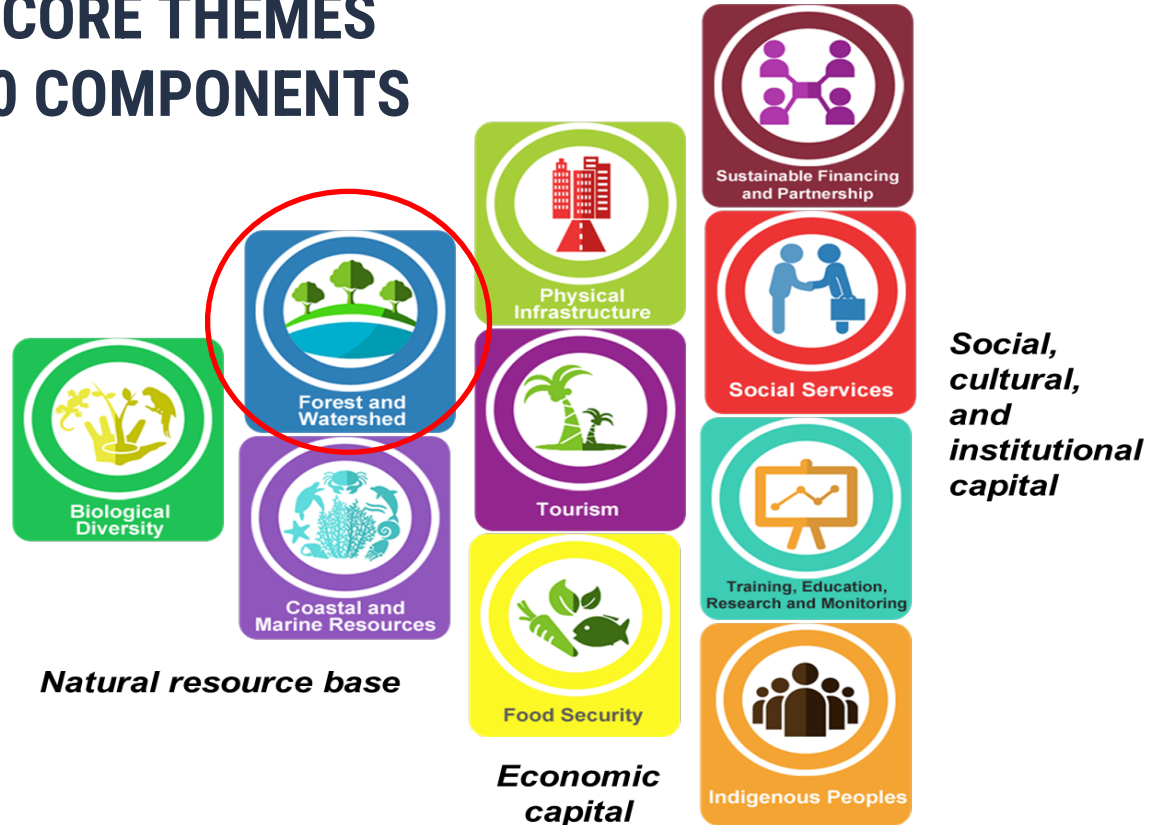 CORE THEMES
0 COMPONENTS
Sustainable Financing
and Partnership
Physical
Infrastructure
Social Services
Forest and
Watershed
Social,
cultural,
and
institutional
capital
Biological
Diversity
Tourism
Training, Education,
Research and Monitoring
Coastal and
Marine Resources
Natural resource base
Food Security
Economic
capital
Indigenous Peoples